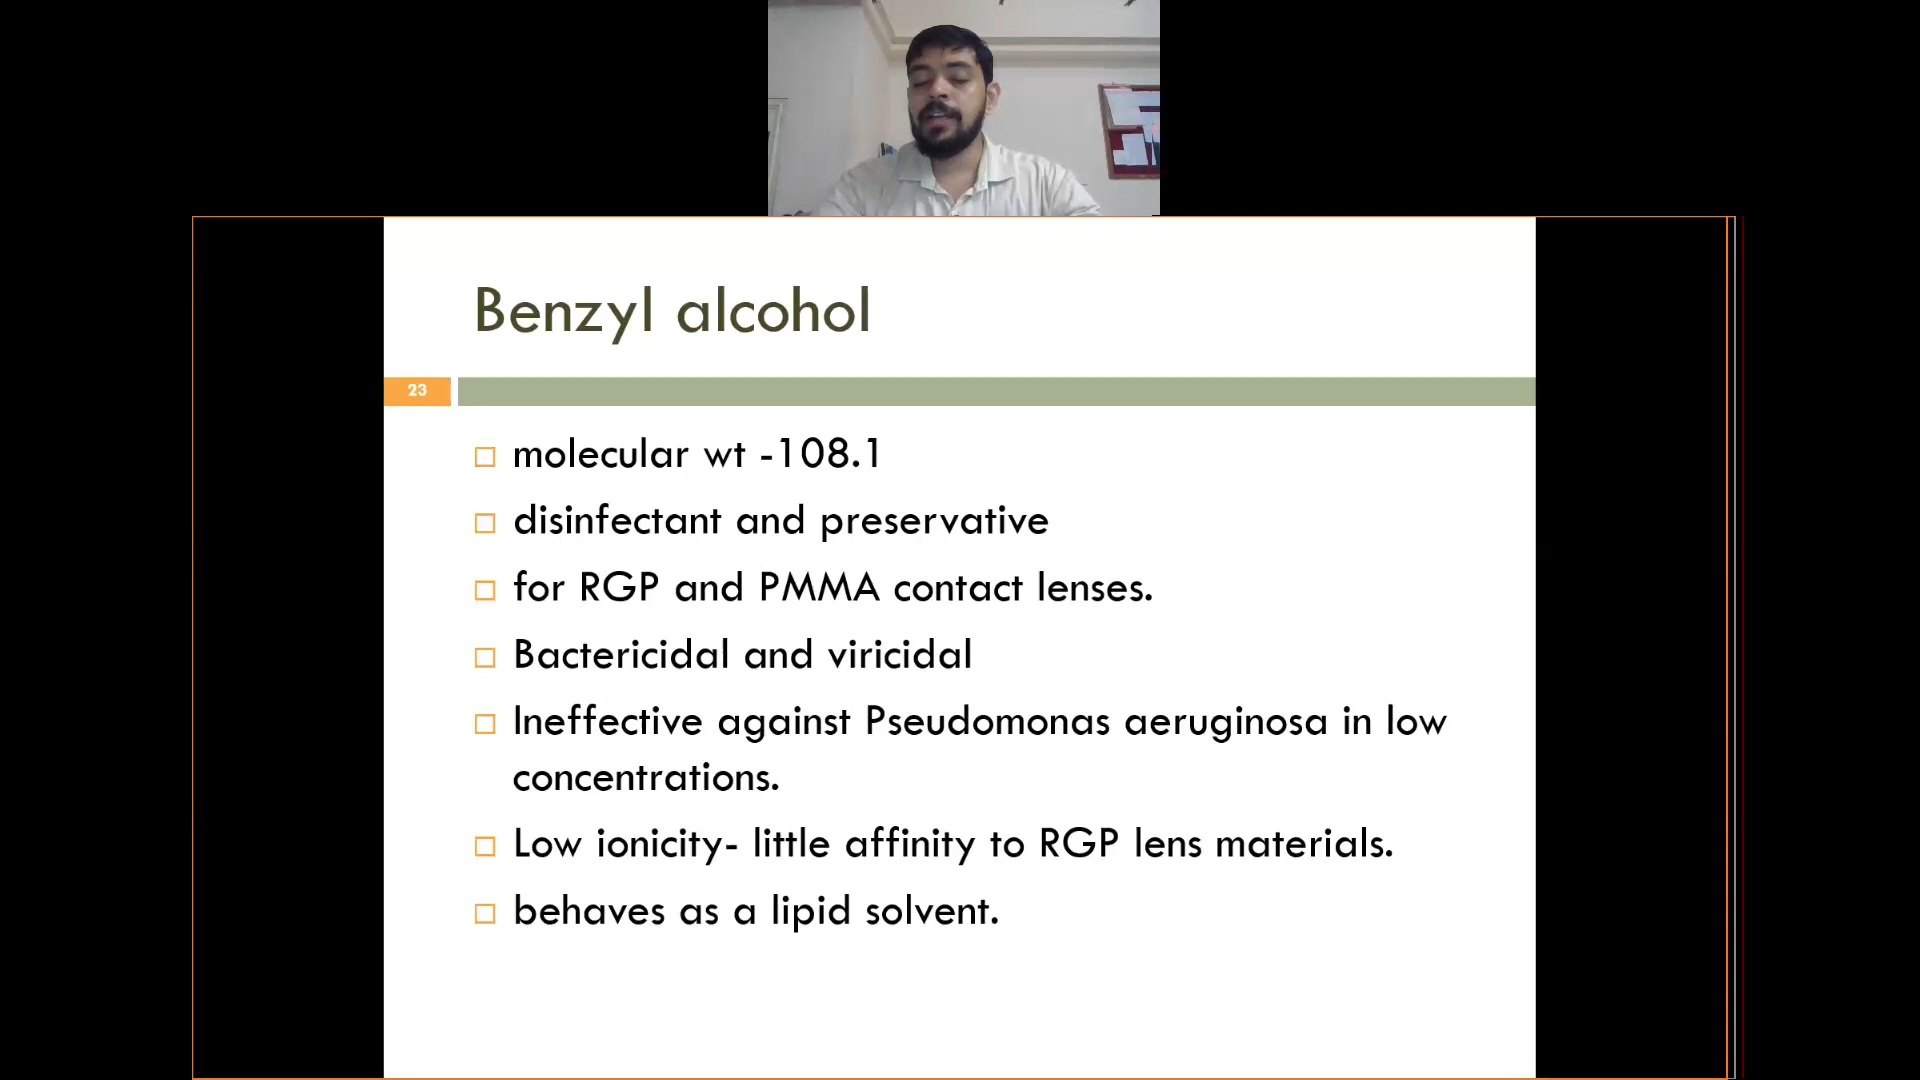 Benzyl alcohol
23
molecular wt -108.1
disinfectant and preservative
for RGP and PMMA contact lenses.
Bactericidal and viricidal
Ineffective against Pseudomonas aeruginosa in low
concentrations.
Low ionicity- little affinity to RGP lens materials.
behaves as a lipid solvent.